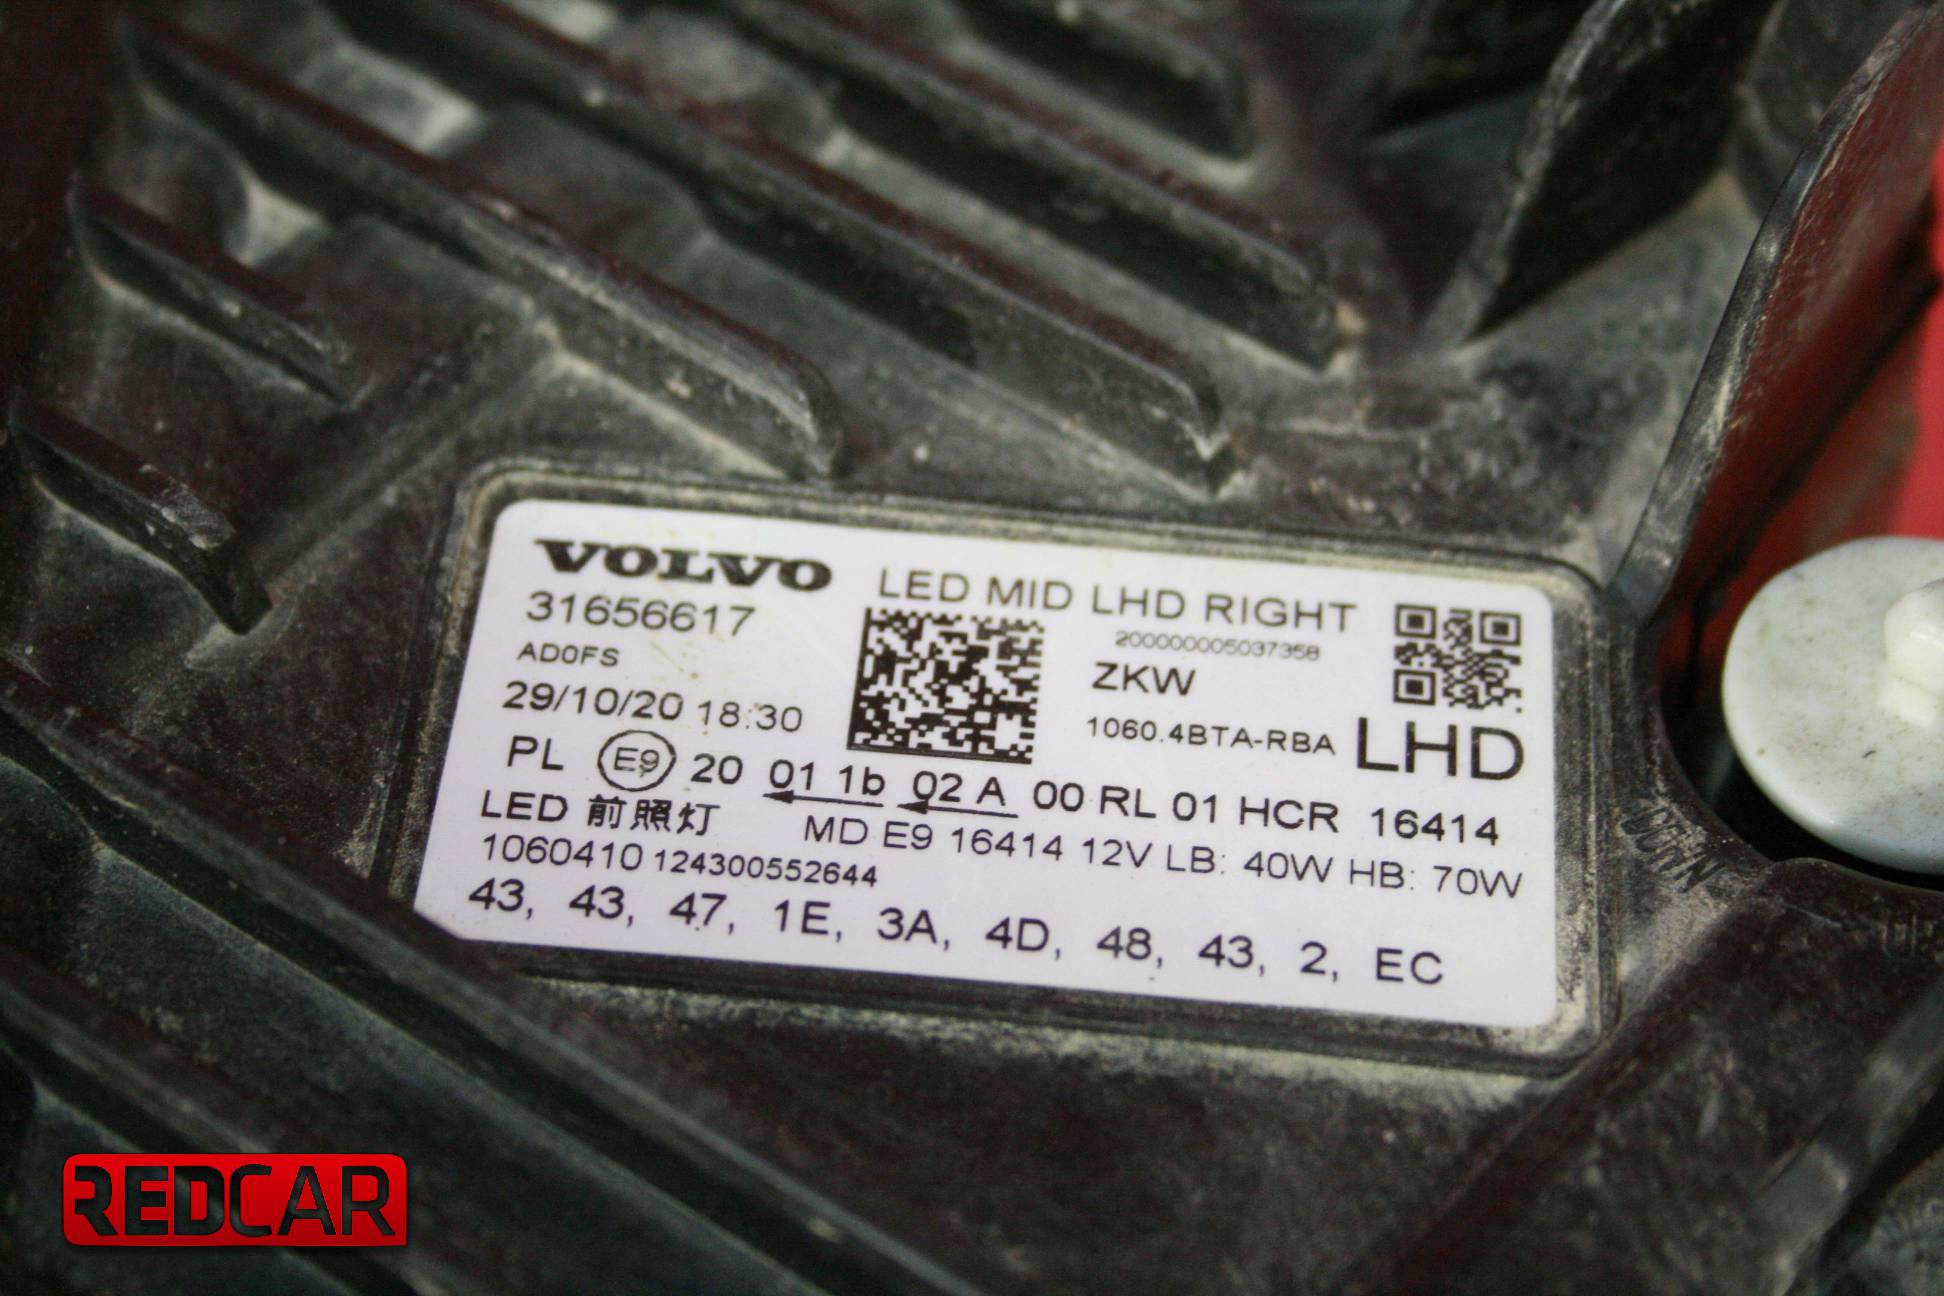 VOLVO LED MID LHD RIGHT
31656617
200000005037358
AD0FS
ZKW
29/10/20 18:30
1060.4BTA-RBA LHD
PL E9 20 01 1b 02 A 00 RL 01 HCR 16414
LED 前照灯 MD E9 16414 12V LB: 40W HB: 70W
1060410 124300552644
43, 43, 47, 1E, 3A, 4D, 48, 43, 2, EC
REDCAR